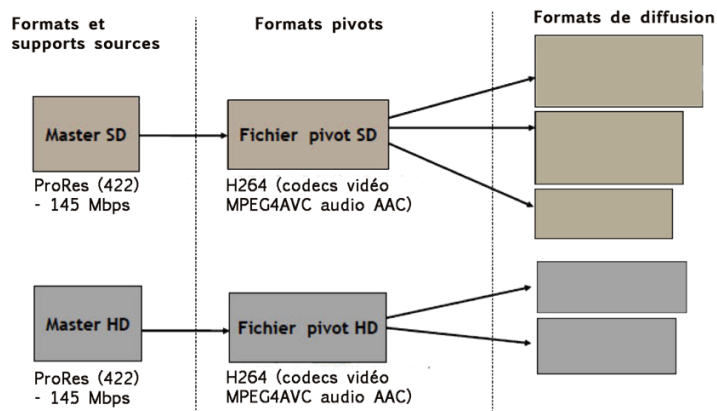 Formats et
supports sources
Formats pivots
Formats de diffusion
Master SD
Fichier pivot SD
ProRes (422)
- 145 Mbps
H264 (codecs vidéo
MPEG4AVC audio AAC)
Master HD
Fichier pivot HD
ProRes (422)
- 145 Mbps
H264 (codecs vidéo
MPEG4AVC audio AAC)